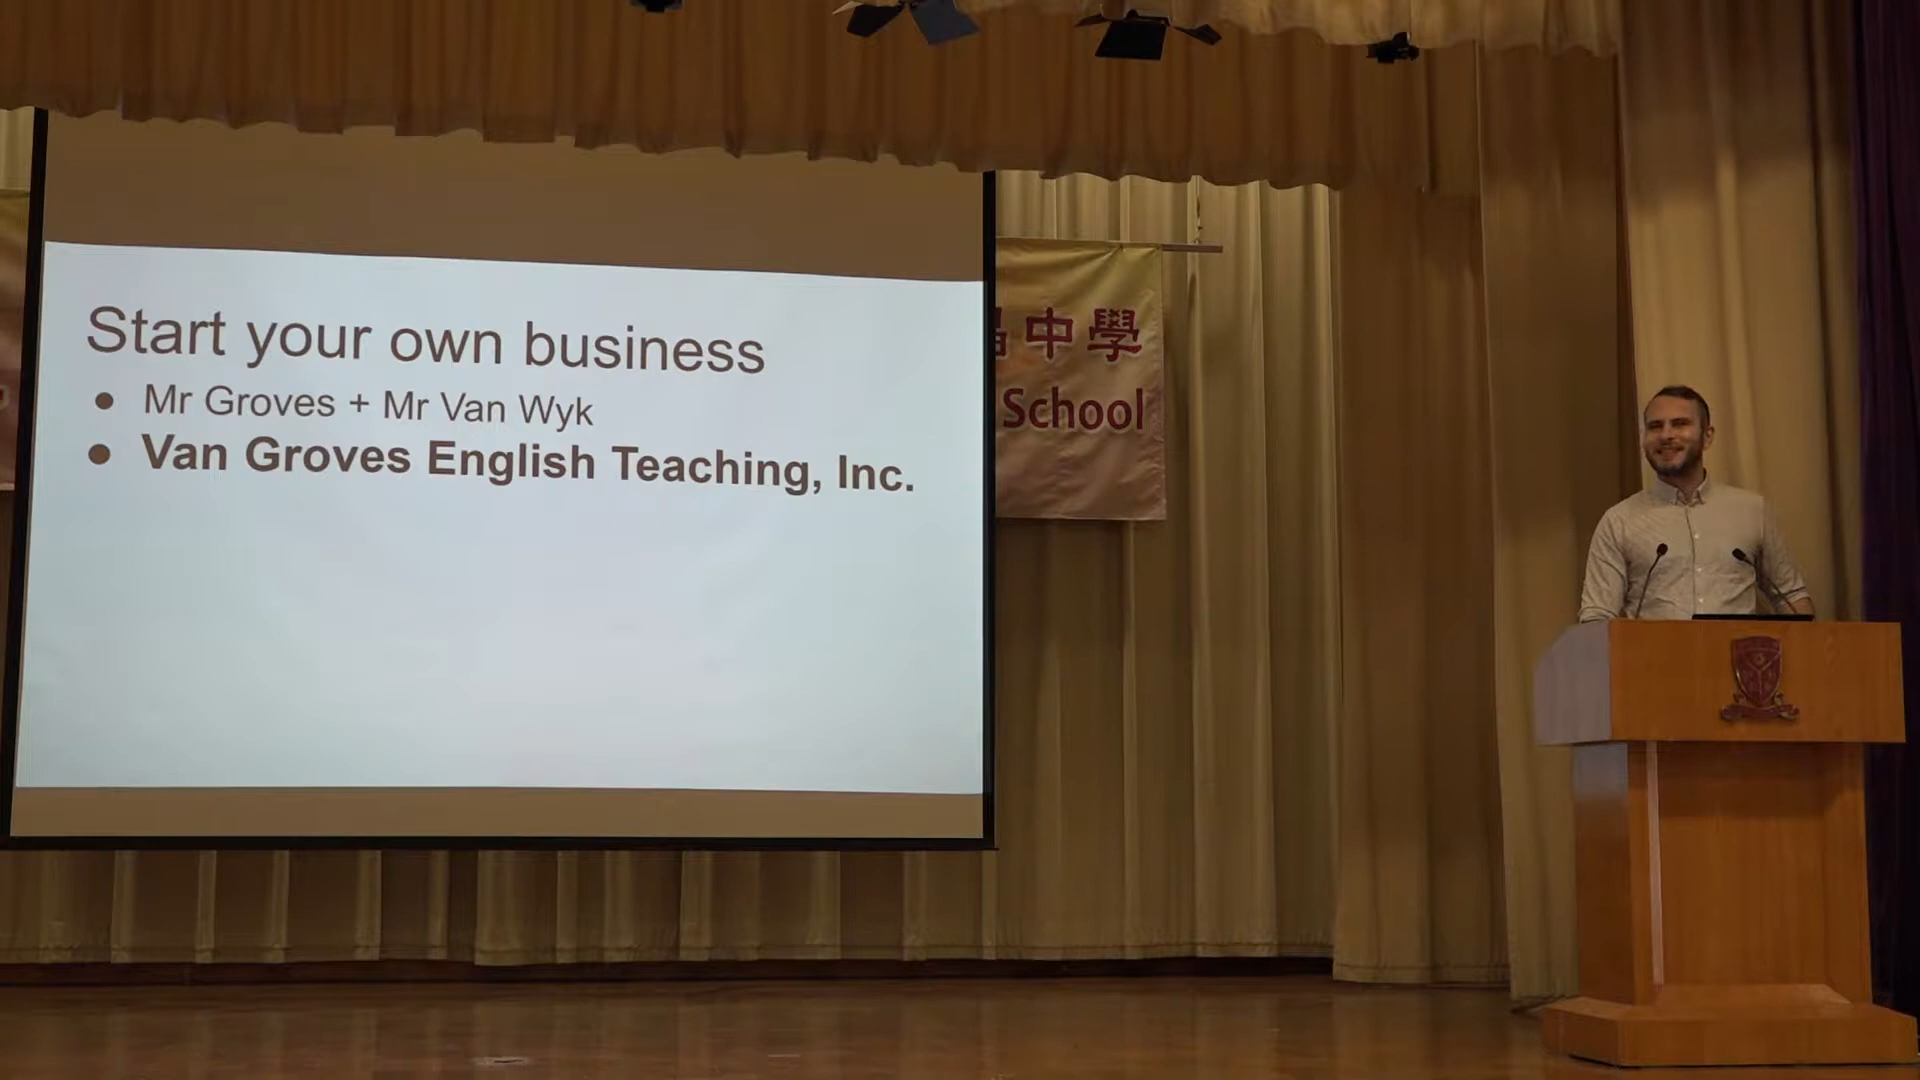 Start your own business
• Mr Groves + Mr Van Wyk
• Van Groves English Teaching, Inc.
中學
School